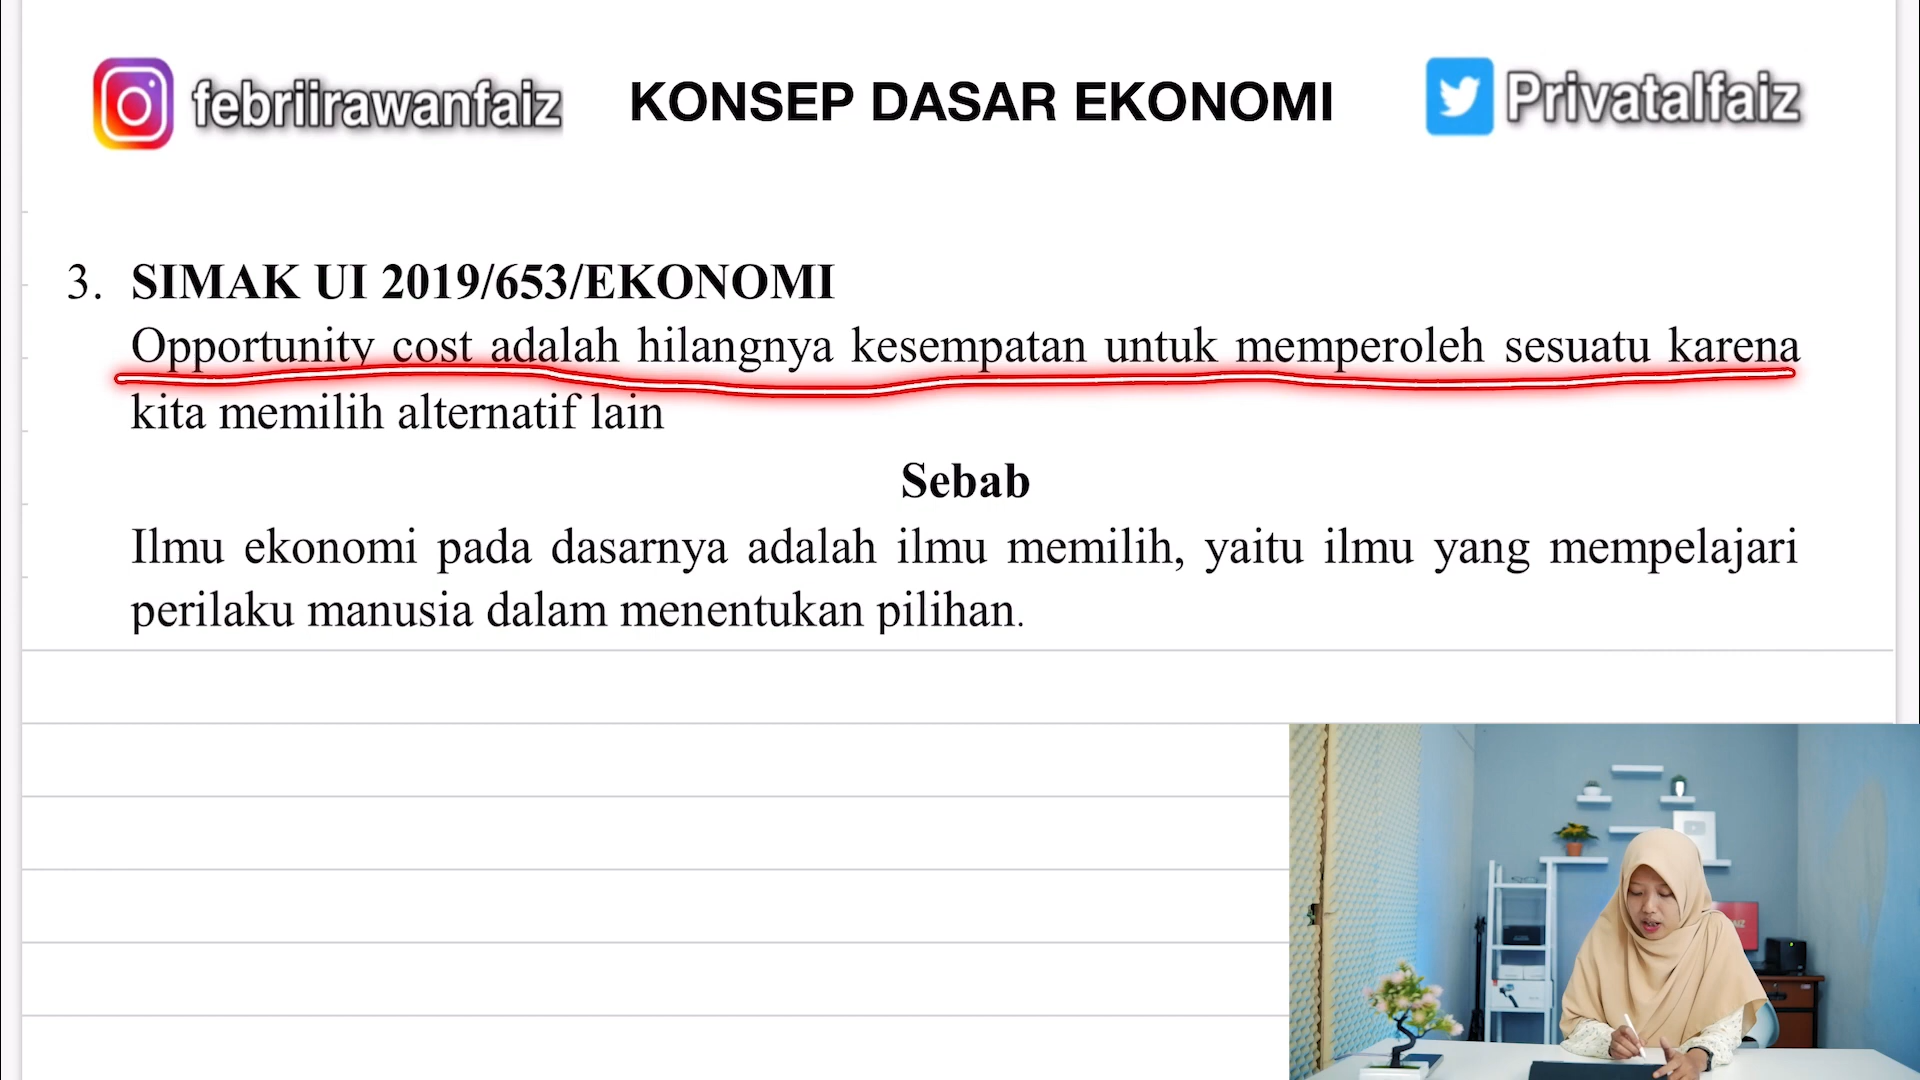 febriirawanfaiz KONSEP DASAR EKONOMI Privatalfaiz
3. SIMAK UI 2019/653/EKONOMI
Opportunity cost adalah hilangnya kesempatan untuk memperoleh sesuatu karena
kita memilih alternatif lain
Sebab
Ilmu ekonomi pada dasarnya adalah ilmu memilih, yaitu ilmu yang mempelajari
perilaku manusia dalam menentukan pilihan.